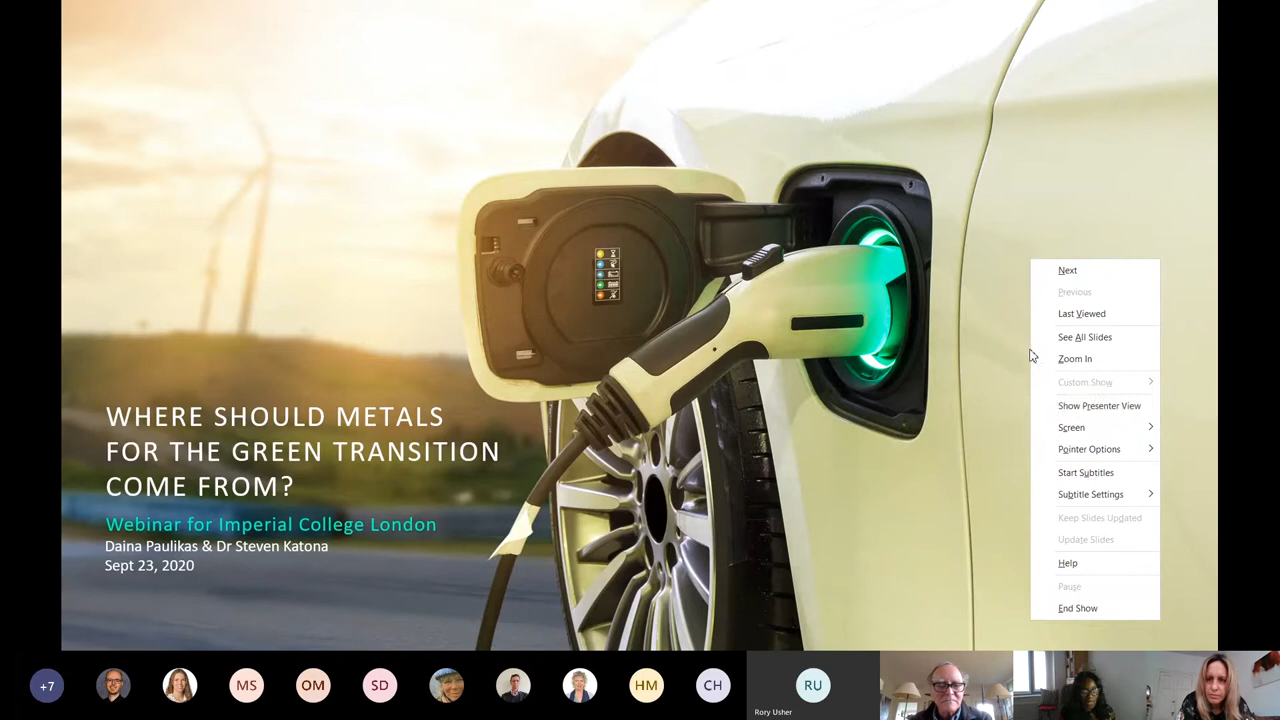 WHERE SHOULD METALS
FOR THE GREEN TRANSITION
COME FROM?
Webinar for Imperial College London
Daina Paulikas & Dr Steven Katona
Sept 23, 2020
Next
Previous
Last Viewed
See All Slides
Zoom In
Custom Show
Show Presenter View
Screen
Pointer Options
Start Subtitles
Subtitle Settings
Keep Slides Updated
Update Slides
Help
Pause
End Show
+7
MS
OM
SD
HM
CH
RU
Rory Usher